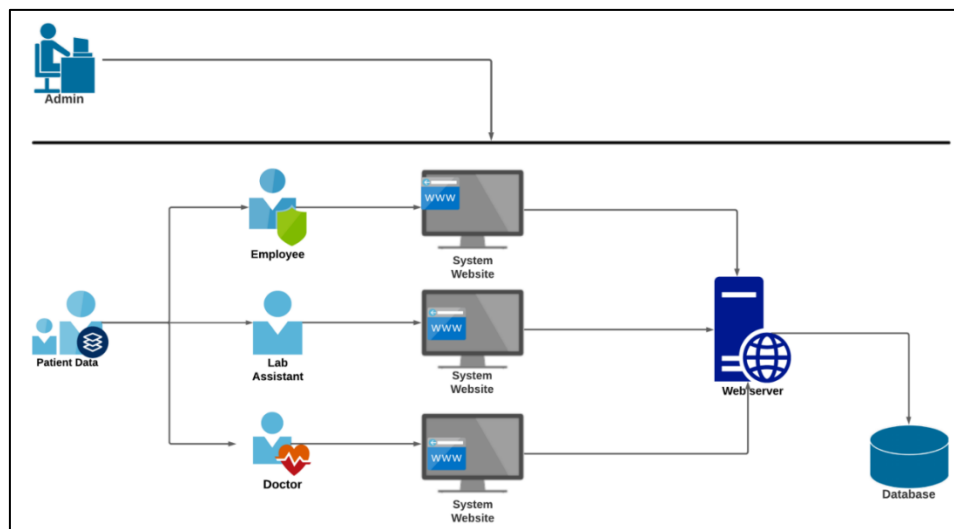 Admin
WWW
Employee
System
Website
Patient Data
Lab
Assistant
WWW
System
Website
Web server
Doctor
WWW
System
Website
Database